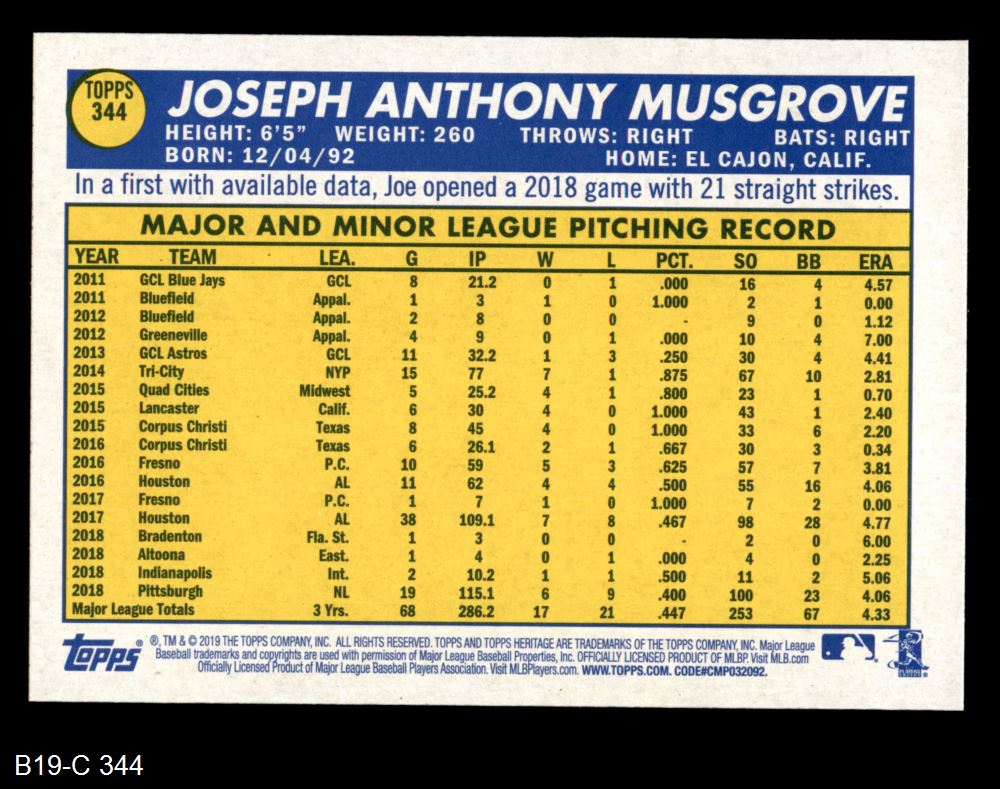 TOPPS
344
JOSEPH ANTHONY MUSGROVE
HEIGHT: 6'5" WEIGHT: 260 THROWS: RIGHT BATS: RIGHT
BORN: 12/04/92 HOME: EL CAJON, CALIF.
In a first with available data, Joe opened a 2018 game with 21 straight strikes.
MAJOR AND MINOR LEAGUE PITCHING RECORD
YEAR TEAM LEA. G IP W L PCT. SO BB ERA
2011 GCL Blue Jays GCL 8 21.2 0 1 .000 16 4 4.57
2011 Bluefield Appal. 1 3 1 0 1.000 2 1 0.00
2012 Bluefield Appal. 2 8 0 0 - 9 0 1.12
2012 Greeneville Appal. 4 9 0 1 .000 10 4 7.00
2013 GCL Astros GCL 11 32.2 1 3 .250 30 4 4.41
2014 Tri-City NYP 15 77 7 1 .875 67 10 2.81
2015 Quad Cities Midwest 5 25.2 4 1 .800 23 1 0.70
2015 Lancaster Calif. 6 30 4 0 1.000 43 1 2.40
2015 Corpus Christi Texas 8 45 4 0 1.000 33 6 2.20
2016 Corpus Christi Texas 6 26.1 2 1 .667 30 3 0.34
2016 Fresno P.C. 10 59 5 3 .625 57 7 3.81
2016 Houston AL 11 62 4 4 .500 55 16 4.06
2017 Fresno P.C. 1 7 1 0 1.000 7 2 0.00
2017 Houston AL 38 109.1 7 8 .467 98 28 4.77
2018 Bradenton Fla. St. 1 3 0 0 - 2 0 6.00
2018 Altoona East. 1 4 0 1 .000 4 0 2.25
2018 Indianapolis Int. 2 10.2 1 1 .500 11 2 5.06
2018 Pittsburgh NL 19 115.1 6 9 .400 100 23 4.06
Major League Totals 3 Yrs. 68 286.2 17 21 .447 253 67 4.33
Topps ® ®, TM & © 2019 THE TOPPS COMPANY, INC. ALL RIGHTS RESERVED. TOPPS AND TOPPS HERITAGE ARE TRADEMARKS OF THE TOPPS COMPANY, INC. Major League
Baseball trademarks and copyrights are used with permission of Major League Baseball Properties, Inc. OFFICIALLY LICENSED PRODUCT OF MLBP. Visit MLB.com
Officially Licensed Product of Major League Baseball Players Association. Visit MLBPlayers.com. WWW.TOPPS.COM. CODE#CMP032092.
B19-C 344